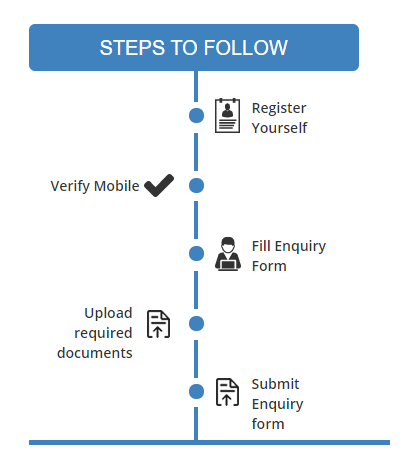 STEPS TO FOLLOW
Register
Yourself
Verify Mobile
Fill Enquiry
Form
Upload
required
documents
Submit
Enquiry
form